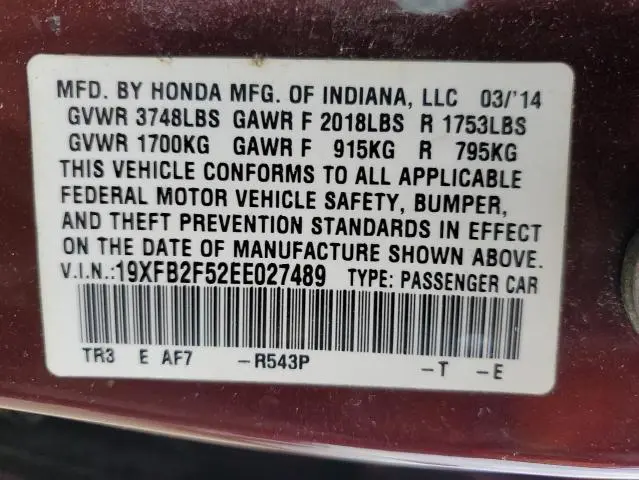 MFD. BY HONDA MFG. OF INDIANA, LLC 03/'14
GVWR 3748LBS GAWR F 2018LBS R 1753LBS
GVWR 1700KG GAWR F 915KG R 795KG
THIS VEHICLE CONFORMS TO ALL APPLICABLE
FEDERAL MOTOR VEHICLE SAFETY, BUMPER,
AND THEFT PREVENTION STANDARDS IN EFFECT
ON THE DATE OF MANUFACTURE SHOWN ABOVE.
V.I.N.:19XFB2F52EE027489 TYPE: PASSENGER CAR
TR3 E AF7 -R543P -T -E